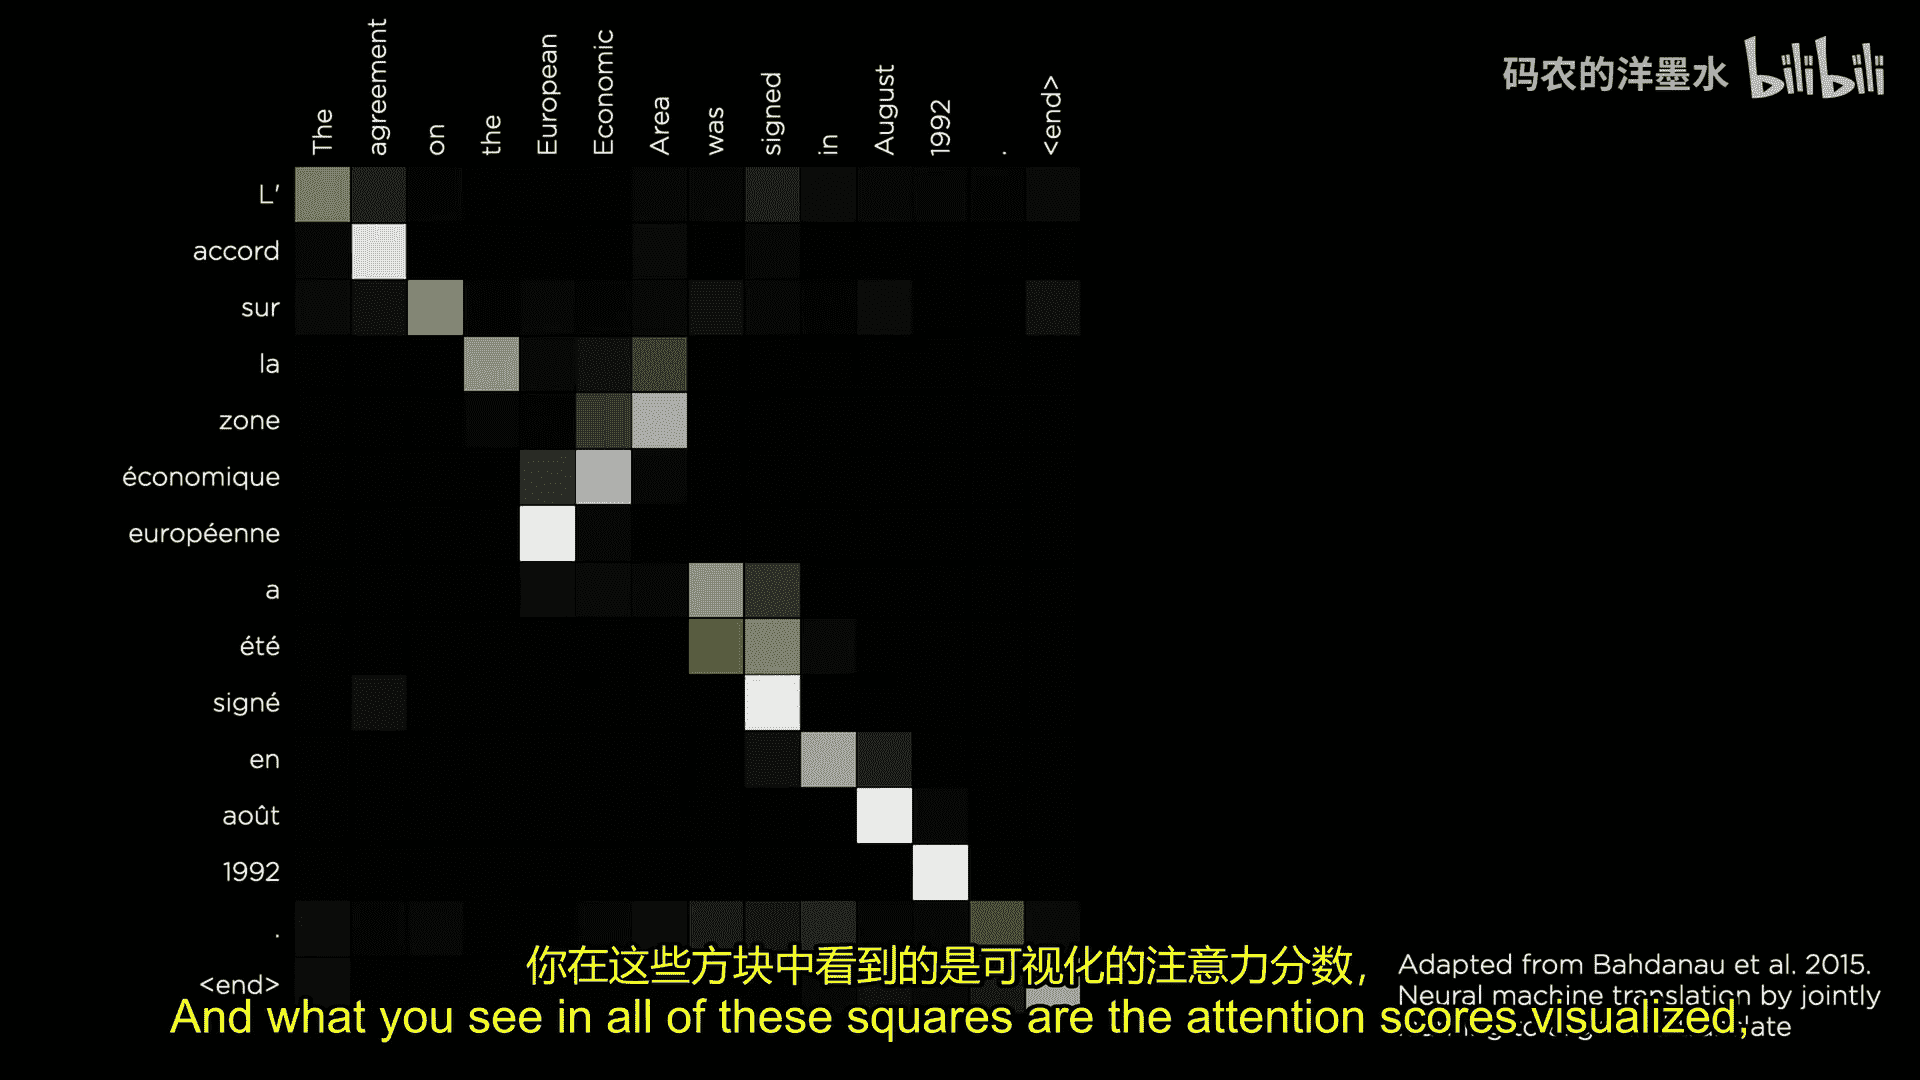 The agreement on the European Economic Area was signed in August 1992 . <end>
码农的洋墨水 bilibili
L'
accord
sur
la
zone
économique
européenne
a
été
signé
en
août
1992
.
<end>
你在这些方块中看到的是可视化的注意力分数，
And what you see in all of these squares are the attention scores visualized,
Adapted from Bahdanau et al. 2015.
Neural machine translation by jointly